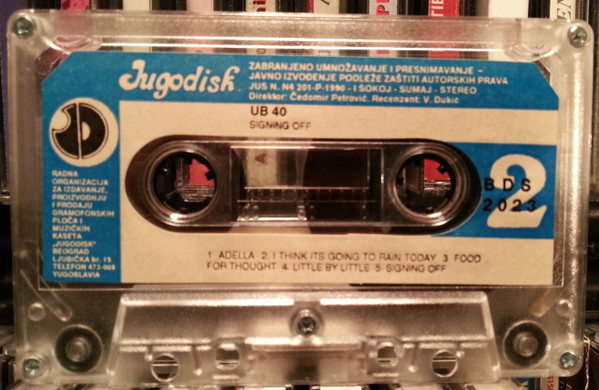 Jugodisk
ZABRANJENO UMNOŽAVANJE I PRESNIMAVANJE –
JAVNO IZVOĐENJE PODLEŽE ZAŠTITI AUTORSKIH PRAVA
JUS N. N4 201-P-1990 - I SOKOJ - SUMAJ - STEREO
Direktor: Čedomir Petrović. Recenzent: V. Dukić
UB 40
SIGNING OFF
RADNA
ORGANIZACIJA
ZA IZDAVANJE,
PROIZVODNJU
I PRODAJU
GRAMOFONSKIH
PLOČA I
MUZIČKIH
KASETA
„JUGODISK"
BEOGRAD
LJUBIČKA br. 15
TELEFON
YUGOSLAVIA
2
BDS
2023
1 ADELLA 2. I THINK ITS GOING TO RAIN TODAY 3 FOOD
FOR THOUGHT 4. LITTLE BY LITTLE 5 SIGNING OFF